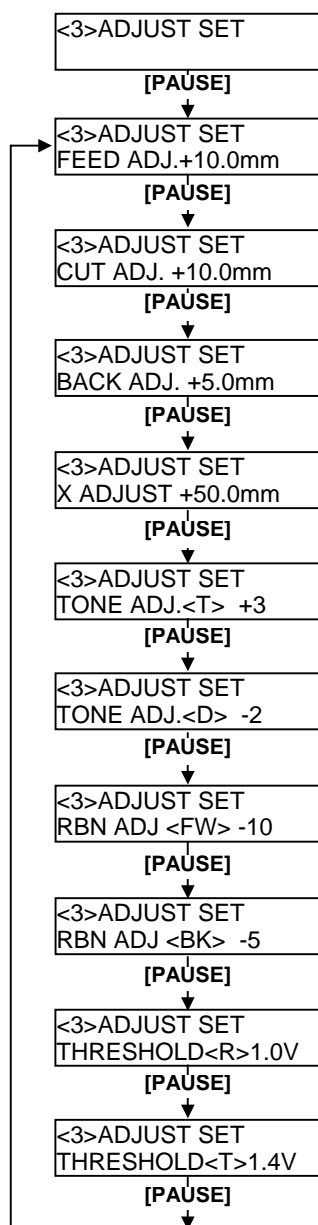 <3>ADJUST SET
[PAUSE]
<3>ADJUST SET
FEED ADJ.+10.0mm
[PAUSE]
<3>ADJUST SET
CUT ADJ. +10.0mm
[PAUSE]
<3>ADJUST SET
BACK ADJ. +5.0mm
[PAUSE]
<3>ADJUST SET
X ADJUST +50.0mm
[PAUSE]
<3>ADJUST SET
TONE ADJ.<T> +3
[PAUSE]
<3>ADJUST SET
TONE ADJ.<D> -2
[PAUSE]
<3>ADJUST SET
RBN ADJ <FW> -10
[PAUSE]
<3>ADJUST SET
RBN ADJ <BK> -5
[PAUSE]
<3>ADJUST SET
THRESHOLD<R>1.0V
[PAUSE]
<3>ADJUST SET
THRESHOLD<T>1.4V
[PAUSE]